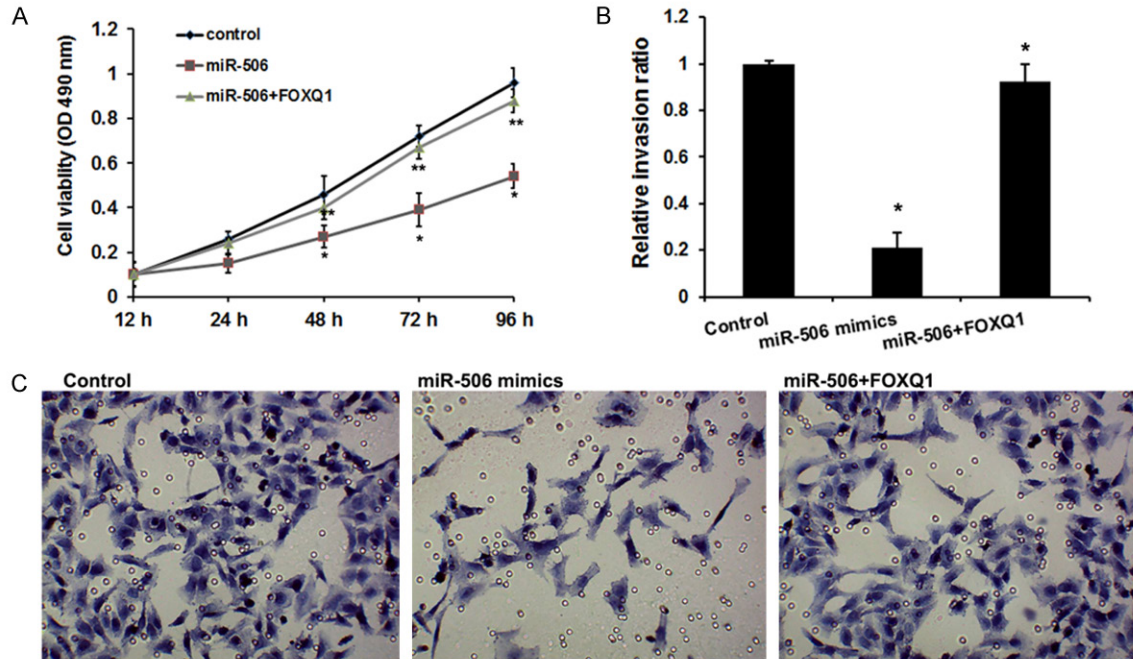 A
Cell viablity (OD 490 nm)
1.2
1
0.8
0.6
0.4
0.2
0
control
miR-506
miR-506+FOXQ1
**
*
**
*
**
*
12 h
24 h
48 h
72 h
96 h
B
Relative invasion ratio
1.2
1
0.8
0.6
0.4
0.2
0
*
*
Control
miR-506 mimics
miR-506+FOXQ1
C
Control
miR-506 mimics
miR-506+FOXQ1